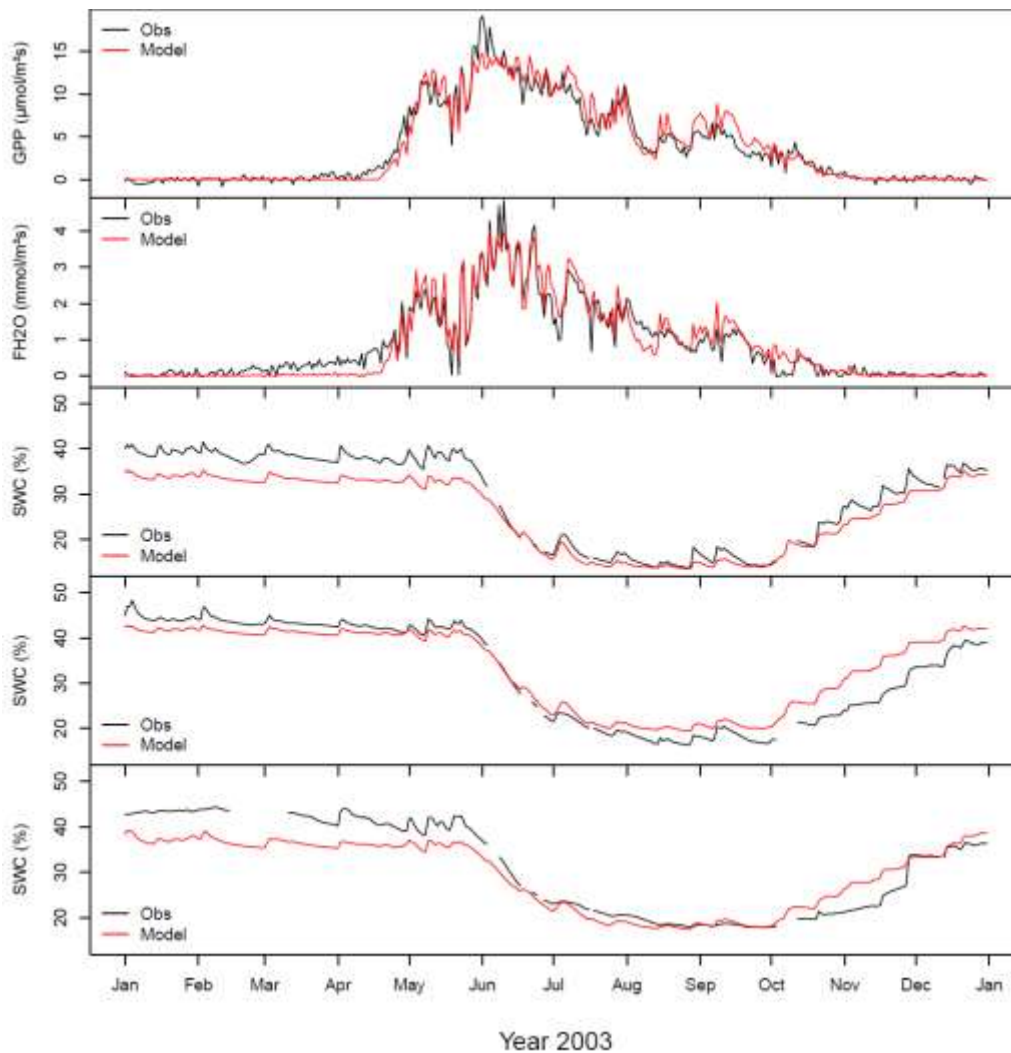 GPP (µmol/m²s)
15
10
5
0
Obs
Model
FH2O (mmol/m²s)
4
3
2
1
0
Obs
Model
SWC (%)
50
40
30
20
Obs
Model
SWC (%)
50
40
30
20
Obs
Model
SWC (%)
50
40
30
20
Obs
Model
Jan Feb Mar Apr May Jun Jul Aug Sep Oct Nov Dec Jan
Year 2003